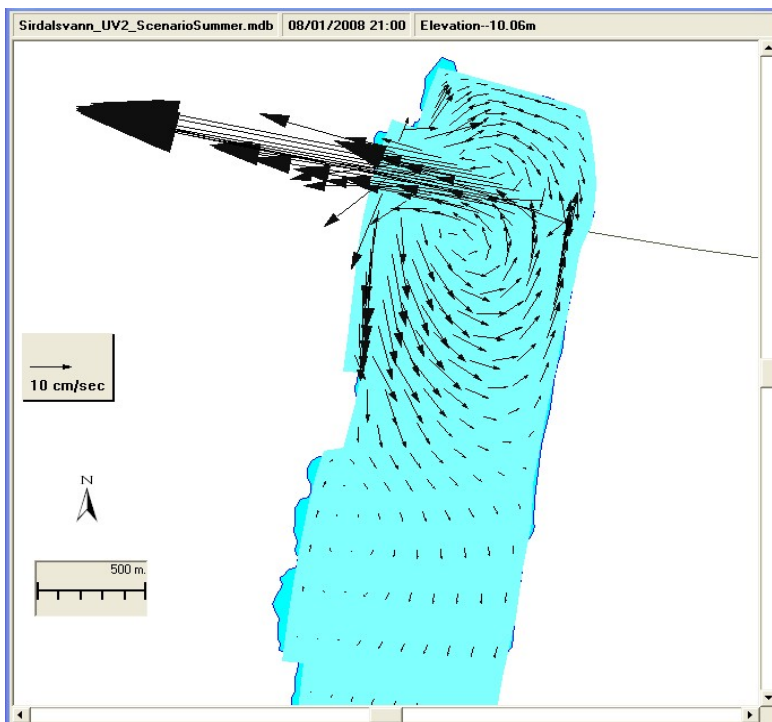 Sirdalsvann_UV2_ScenarioSummer.mdb 08/01/2008 21:00 Elevation--10.06m
10 cm/sec
N
500 m.